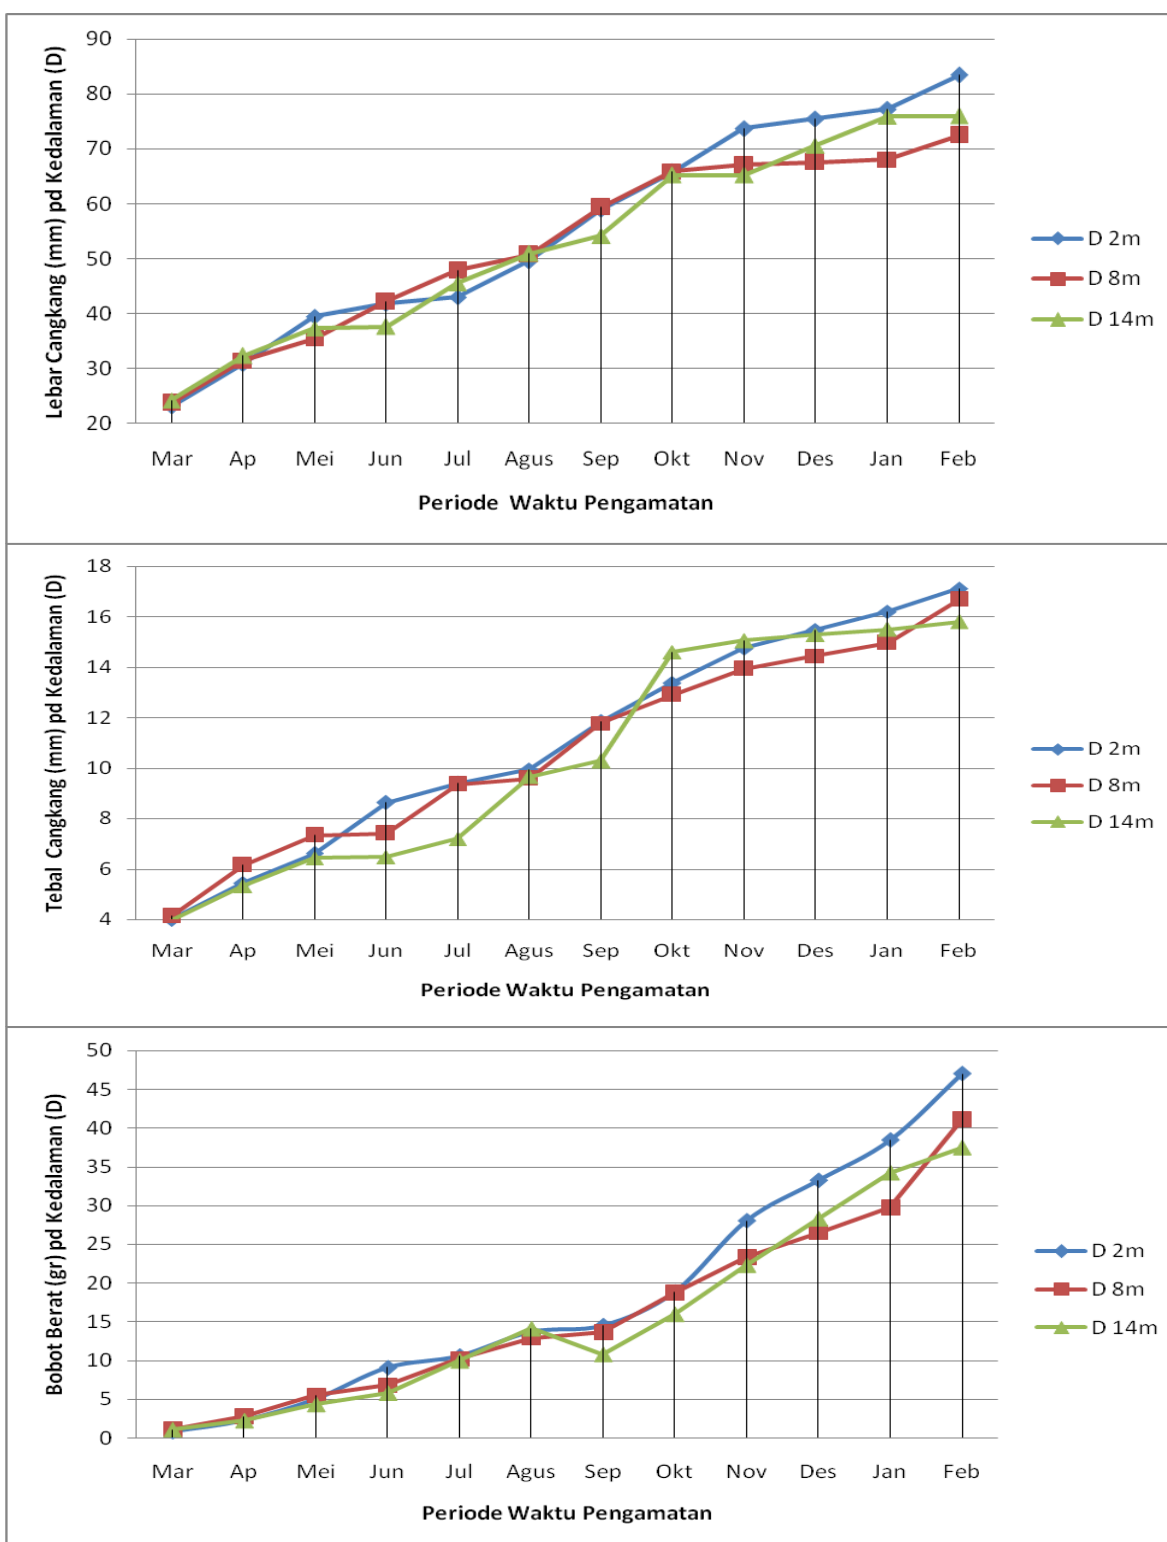 Lebar Cangkang (mm) pd Kedalaman (D)
90
80
70
60
50
40
30
20
Mar Ap Mei Jun Jul Agus Sep Okt Nov Des Jan Feb
Periode Waktu Pengamatan
D 2m
D 8m
D 14m
Tebal Cangkang (mm) pd Kedalaman (D)
18
16
14
12
10
8
6
4
Mar Ap Mei Jun Jul Agus Sep Okt Nov Des Jan Feb
Periode Waktu Pengamatan
D 2m
D 8m
D 14m
Bobot Berat (gr) pd Kedalaman (D)
50
45
40
35
30
25
20
15
10
5
0
Mar Ap Mei Jun Jul Agus Sep Okt Nov Des Jan Feb
Periode Waktu Pengamatan
D 2m
D 8m
D 14m